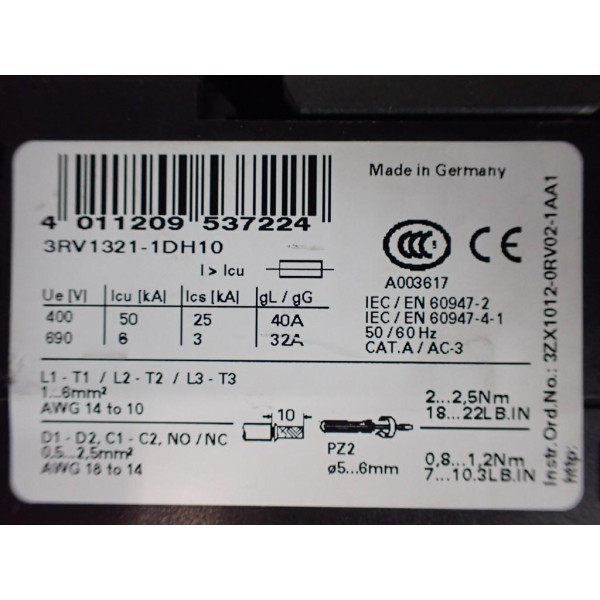 4 011209 537224
Made in Germany
3RV1321-1DH10
I > Icu
CCC
A003617
Ue [V] Icu [kA] Ics [kA] gL / gG
400 50 25 40A
690 6 3 32A
IEC / EN 60947-2
IEC / EN 60947-4-1
50 / 60 Hz
CAT.A / AC-3
L1 - T1 / L2 - T2 / L3 - T3
1...6mm²
AWG 14 to 10
2...2,5Nm
18...22LB.IN
D1 - D2, C1 - C2, NO / NC
0,5...2,5mm²
AWG 18 to 14
10
PZ2
ø5...6mm
0,8...1,2Nm
7...10.3LB.IN
Instr.Ord.No.: 3ZX1012-0RV02-1AA1
http: